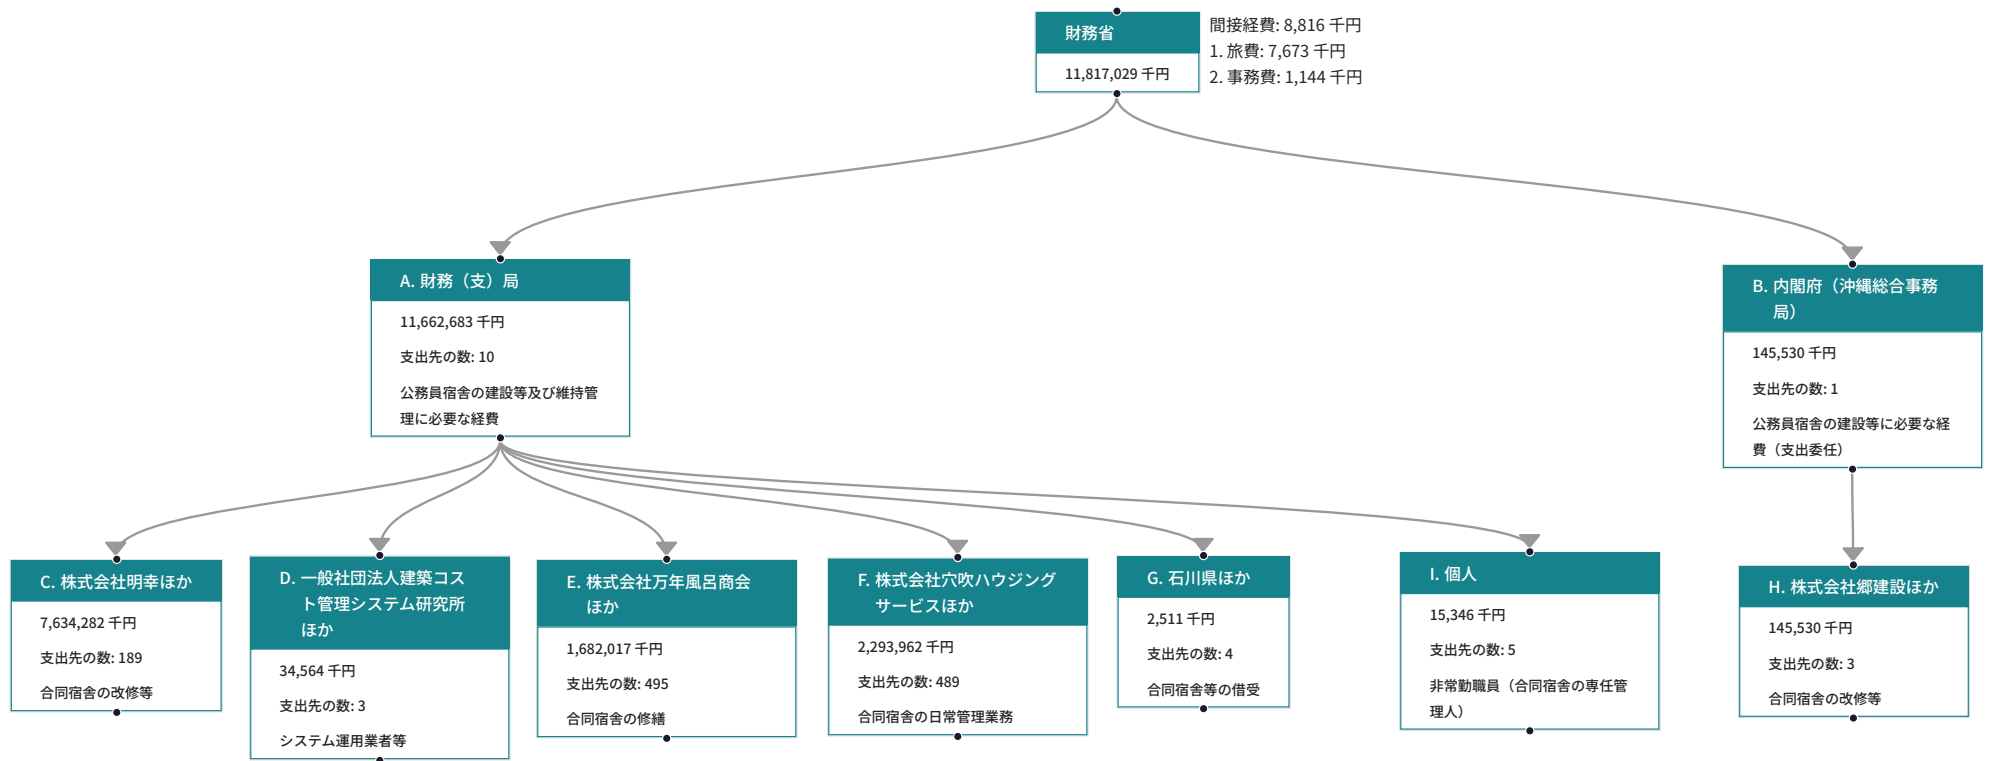 財務省
11,817,029 千円
間接経費: 8,816 千円
1. 旅費: 7,673 千円
2. 事務費: 1,144 千円
A. 財務（支）局
11,662,683 千円
支出先の数: 10
公務員宿舎の建設等及び維持管
理に必要な経費
B. 内閣府（沖縄総合事務
局）
145,530 千円
支出先の数: 1
公務員宿舎の建設等に必要な経
費（支出委任）
C. 株式会社明幸ほか
7,634,282 千円
支出先の数: 189
合同宿舎の改修等
D. 一般社団法人建築コス
ト管理システム研究所
ほか
34,564 千円
支出先の数: 3
システム運用業者等
E. 株式会社万年風呂商会
ほか
1,682,017 千円
支出先の数: 495
合同宿舎の修繕
F. 株式会社穴吹ハウジング
サービスほか
2,293,962 千円
支出先の数: 489
合同宿舎の日常管理業務
G. 石川県ほか
2,511 千円
支出先の数: 4
合同宿舎等の借受
I. 個人
15,346 千円
支出先の数: 5
非常勤職員（合同宿舎の専任管
理人）
H. 株式会社郷建設ほか
145,530 千円
支出先の数: 3
合同宿舎の改修等